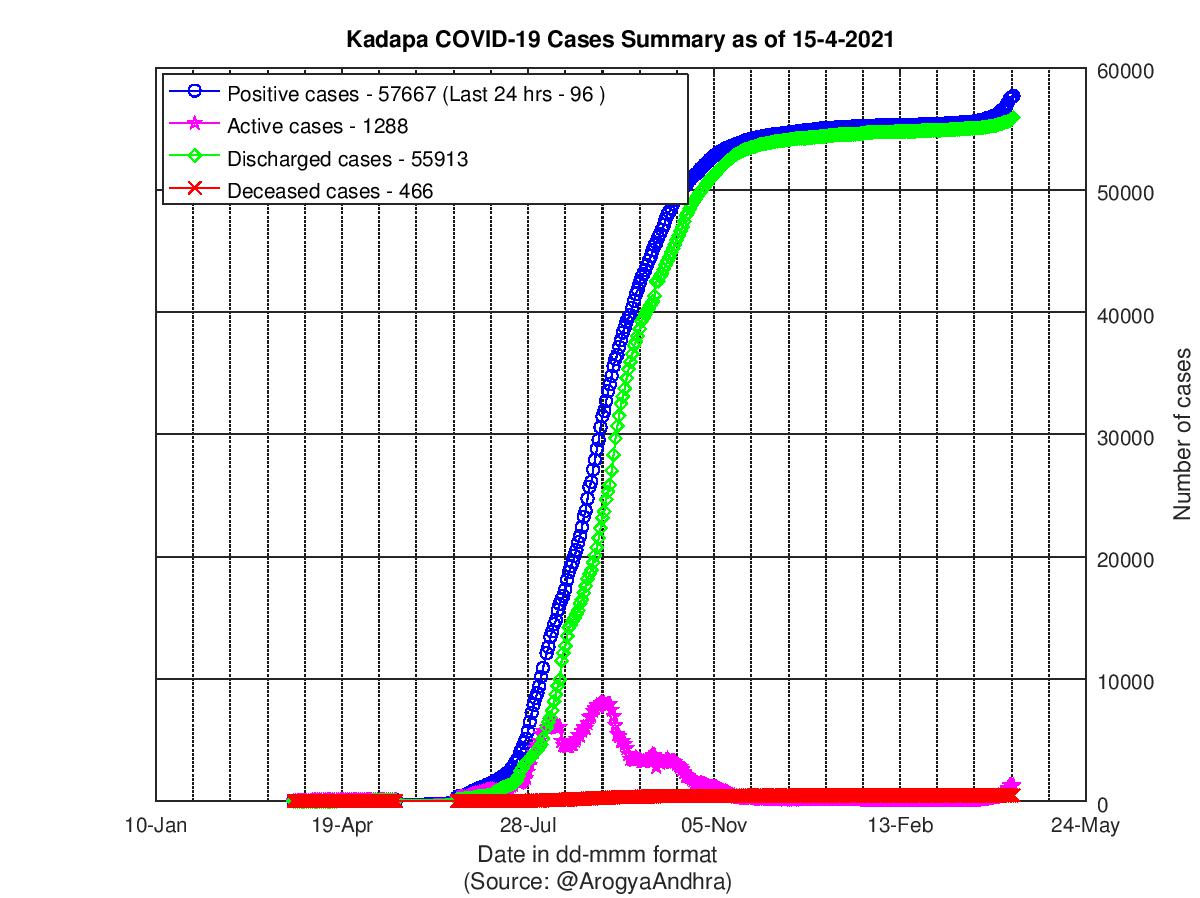 Kadapa COVID-19 Cases Summary as of 15-4-2021
Positive cases - 57667 (Last 24 hrs - 96 )
Active cases - 1288
Discharged cases - 55913
Deceased cases - 466
60000
50000
40000
30000
20000
10000
0
Number of cases
10-Jan
19-Apr
28-Jul
05-Nov
13-Feb
24-May
Date in dd-mmm format
(Source: @ArogyaAndhra)